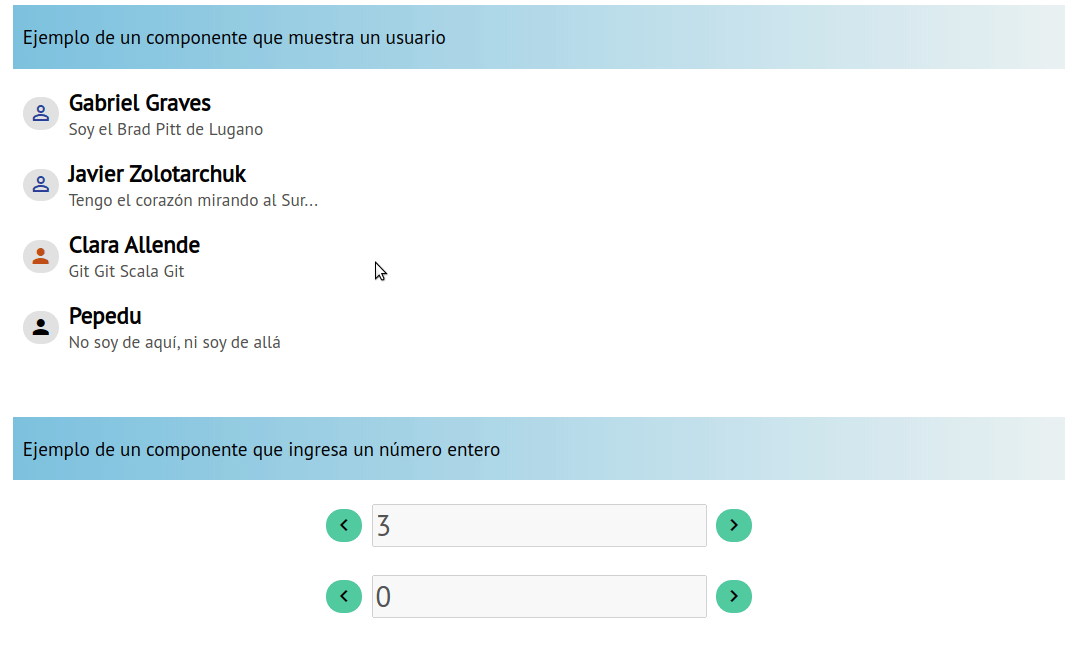 Ejemplo de un componente que muestra un usuario
Gabriel Graves
Soy el Brad Pitt de Lugano
Javier Zolotarchuk
Tengo el corazón mirando al Sur...
Clara Allende
Git Git Scala Git
Pepedu
No soy de aquí, ni soy de allá
Ejemplo de un componente que ingresa un número entero
3
0